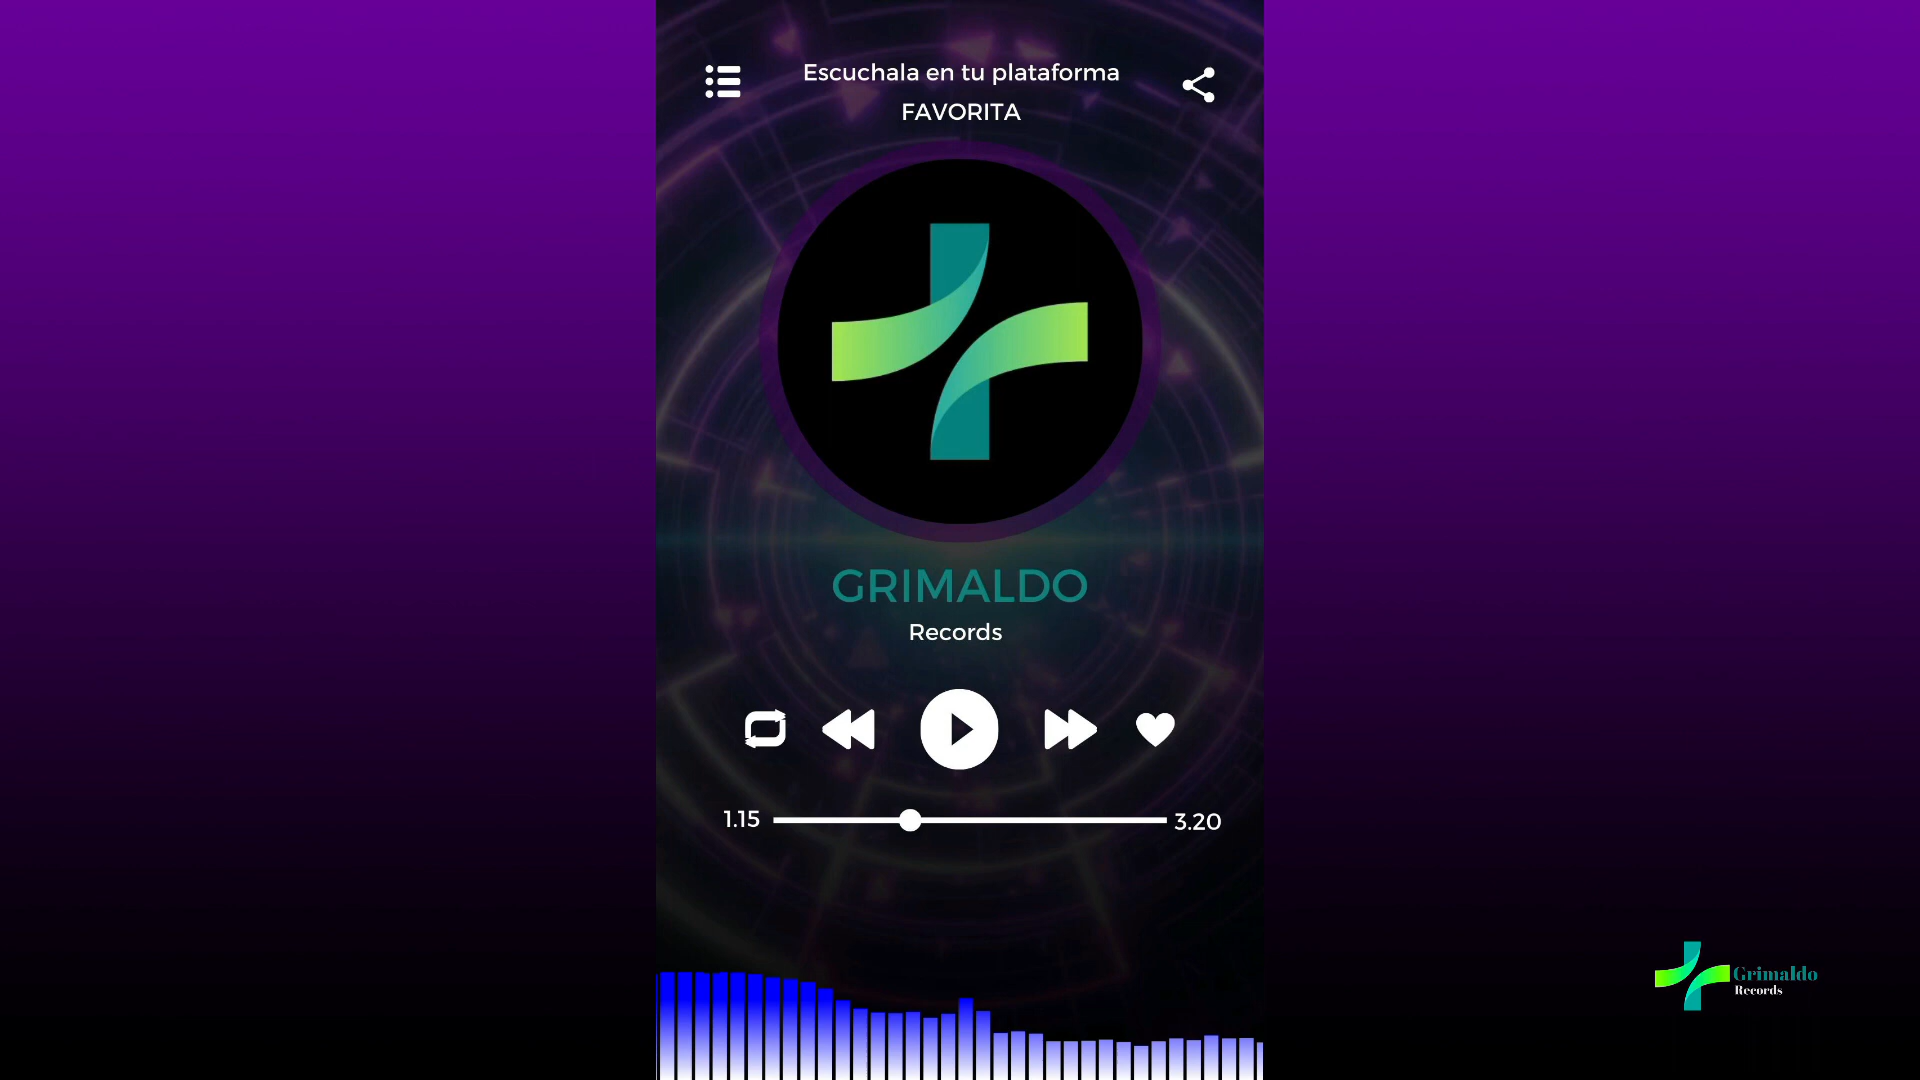 Escuchala en tu plataforma
FAVORITA
GRIMALDO
Records
1.15
3.20
Grimaldo
Records